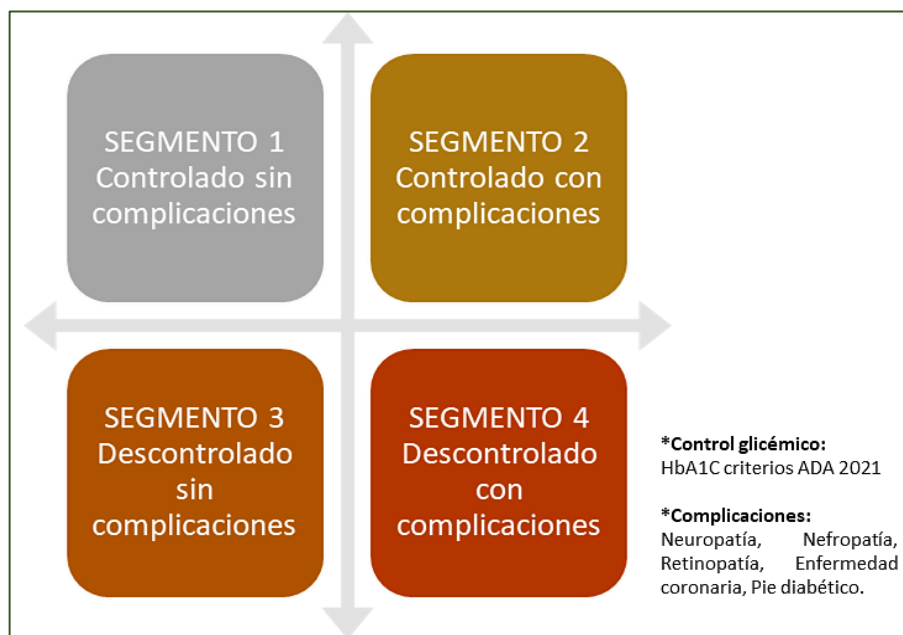 SEGMENTO 1
Controlado sin
complicaciones
SEGMENTO 2
Controlado con
complicaciones
SEGMENTO 3
Descontrolado
sin
complicaciones
SEGMENTO 4
Descontrolado
con
complicaciones
*Control glicémico:
HbA1C criterios ADA 2021
*Complicaciones:
Neuropatía, Nefropatía,
Retinopatía, Enfermedad
coronaria, Pie diabético.